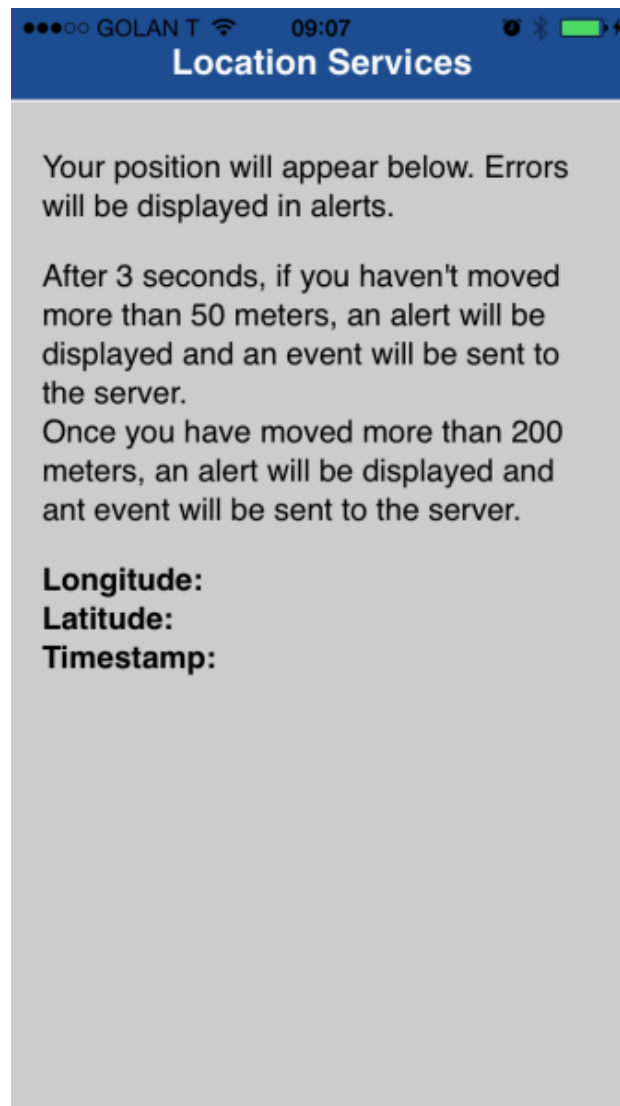 GOLAN T 09:07
Location Services
Your position will appear below. Errors
will be displayed in alerts.
After 3 seconds, if you haven't moved
more than 50 meters, an alert will be
displayed and an event will be sent to
the server.
Once you have moved more than 200
meters, an alert will be displayed and
ant event will be sent to the server.
Longitude:
Latitude:
Timestamp: